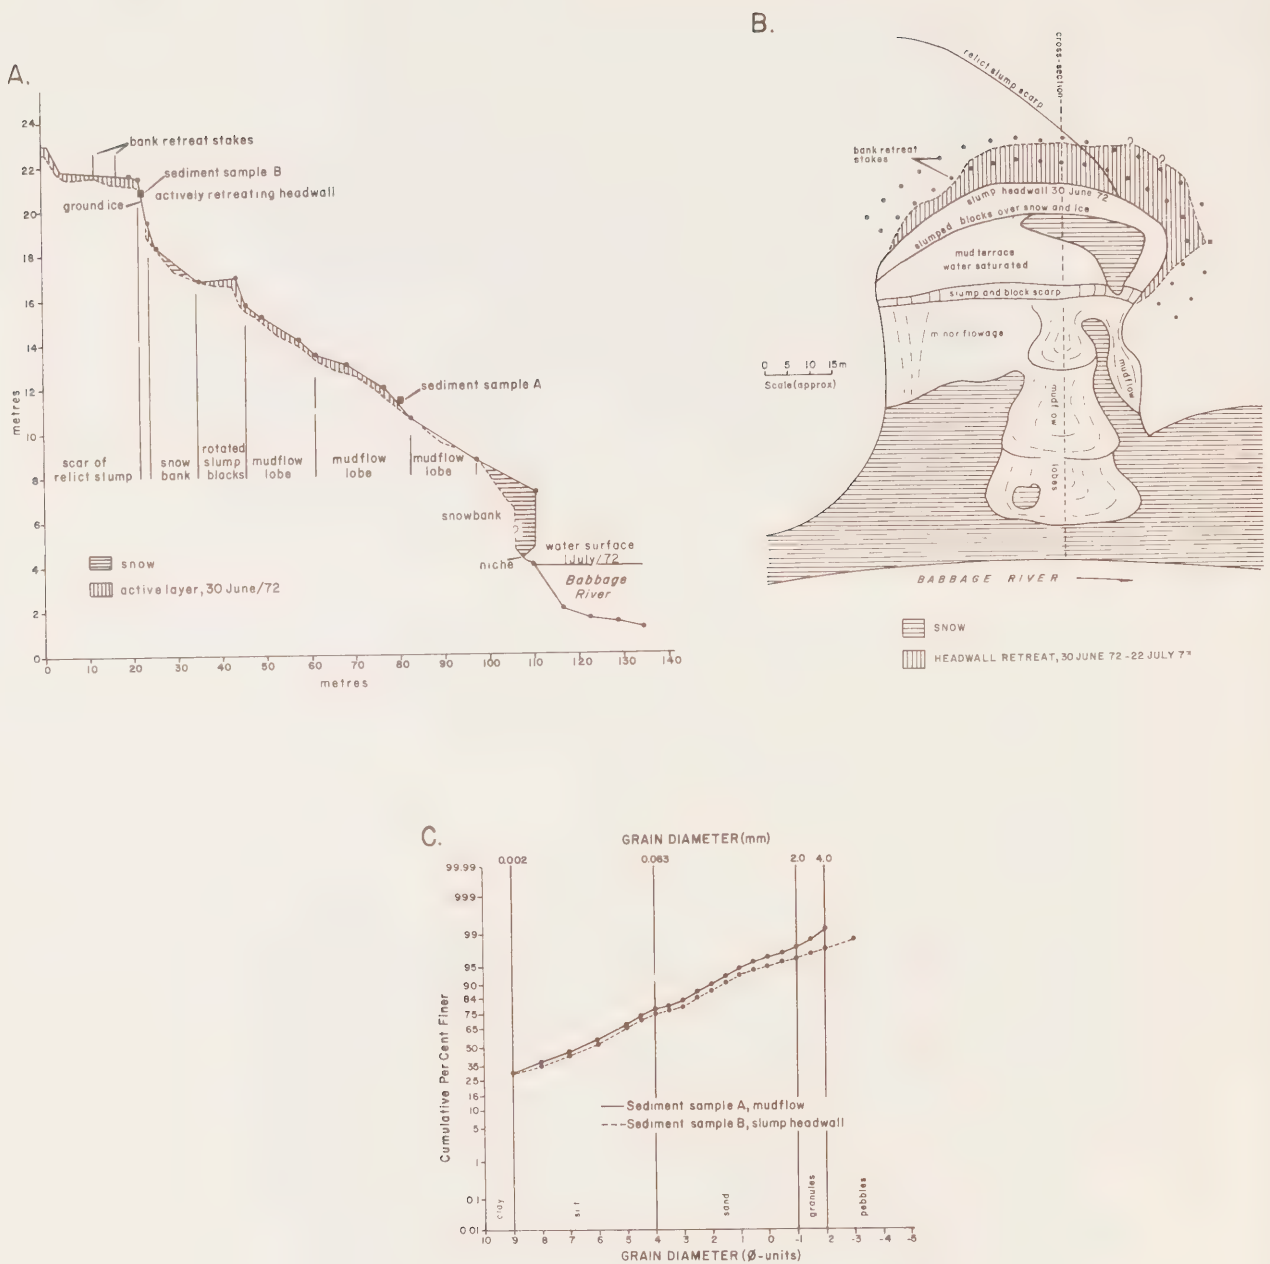 A.
24
22
20
18
16
14
12
10
8
6
4
2
0
metres
bank retreat stakes
sediment sample B
actively retreating headwall
ground ice
sediment sample A
scar of
relict slump
snow
bank
rotated
slump
blocks
mudflow
lobe
mudflow
lobe
mudflow
lobe
snowbank
?
niche
water surface
1July/72
Babbage
River
snow
active layer, 30 June/72
0 10 20 30 40 50 60 70 80 90 100 110 120 130 140
metres
B.
cross-section
relict slump scarp
bank retreat
stakes
?
?
slump headwall 30 June 72
slumped blocks over snow and ice
mud terrace
water saturated
slump and block scarp
m nor flowage
mudflow
mudflow lobes
0 5 10 15m
Scale(approx)
BABBAGE RIVER
SNOW
HEADWALL RETREAT, 30 JUNE 72-22 JULY
C.
GRAIN DIAMETER(mm)
0.002 0.063 2.0 4.0
99.99
999
99
95
90
84
75
65
50
35
25
16
10
5
1
01
001
Cumulative Per Cent Finer
Sediment sample A, mudflow
Sediment sample B, slump headwall
clay
sand
granules
pebbles
10 9 8 7 6 5 4 3 2 1 0 -1 -2 -3 -4 -5
GRAIN DIAMETER (Ø-units)